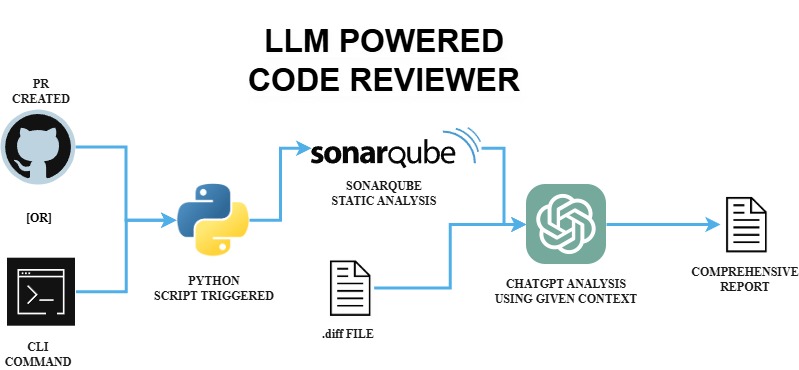 LLM POWERED
CODE REVIEWER
PR
CREATED
[OR]
CLI
COMMAND
PYTHON
SCRIPT TRIGGERED
sonarqube
SONARQUBE
STATIC ANALYSIS
.diff FILE
CHATGPT ANALYSIS
USING GIVEN CONTEXT
COMPREHENSIVE
REPORT